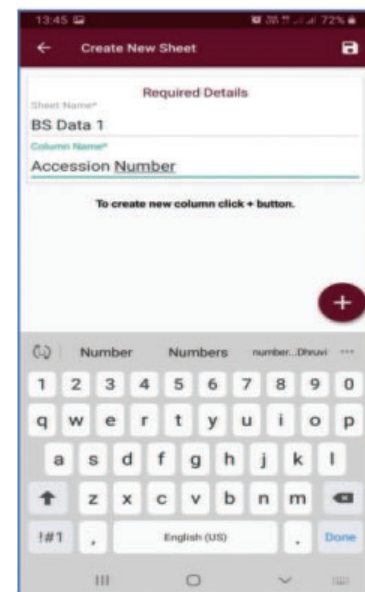 13:45 72%
Create New Sheet
Required Details
Sheet Name*
BS Data 1
Column Name*
Accession Number
To create new column click + button.
+
Number Numbers number...Dhruvi ...
1 2 3 4 5 6 7 8 9 0
q w e r t y u i o p
a s d f g h j k l
z x c v b n m
!#1 , English (US) . Done